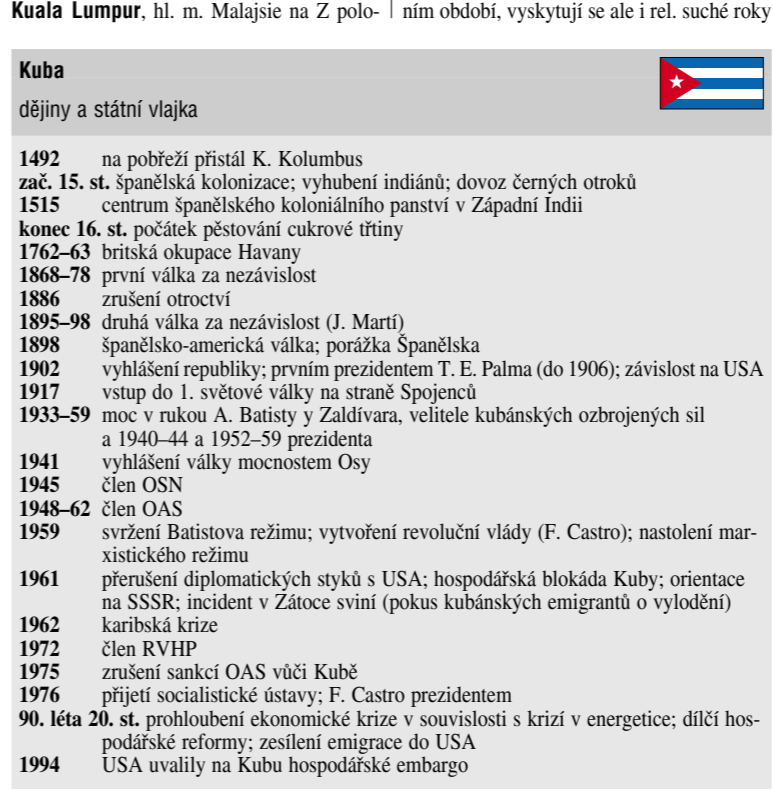 Kuala Lumpur, hl. m. Malajsie na Z polo-
ním období, vyskytují se ale i rel. suché roky
Kuba
dějiny a státní vlajka
1492 na pobřeží přistál K. Kolumbus
zač. 15. st. španělská kolonizace; vyhubení indiánů; dovoz černých otroků
1515 centrum španělského koloniálního panství v Západní Indii
konec 16. st. počátek pěstování cukrové třtiny
1762–63 britská okupace Havany
1868–78 první válka za nezávislost
1886 zrušení otroctví
1895–98 druhá válka za nezávislost (J. Martí)
1898 španělsko-americká válka; porážka Španělska
1902 vyhlášení republiky; prvním prezidentem T. E. Palma (do 1906); závislost na USA
1917 vstup do 1. světové války na straně Spojenců
1933–59 moc v rukou A. Batisty y Zaldívara, velitele kubánských ozbrojených sil
a 1940–44 a 1952–59 prezidenta
1941 vyhlášení války mocnostem Osy
1945 člen OSN
1948–62 člen OAS
1959 svržení Batistova režimu; vytvoření revoluční vlády (F. Castro); nastolení mar-
xistického režimu
1961 přerušení diplomatických styků s USA; hospodářská blokáda Kuby; orientace
na SSSR; incident v Zátoce sviní (pokus kubánských emigrantů o vylodění)
1962 karibská krize
1972 člen RVHP
1975 zrušení sankcí OAS vůči Kubě
1976 přijetí socialistické ústavy; F. Castro prezidentem
90. léta 20. st. prohloubení ekonomické krize v souvislosti s krizí v energetice; dílčí hos-
podářské reformy; zesílení emigrace do USA
1994 USA uvalily na Kubu hospodářské embargo